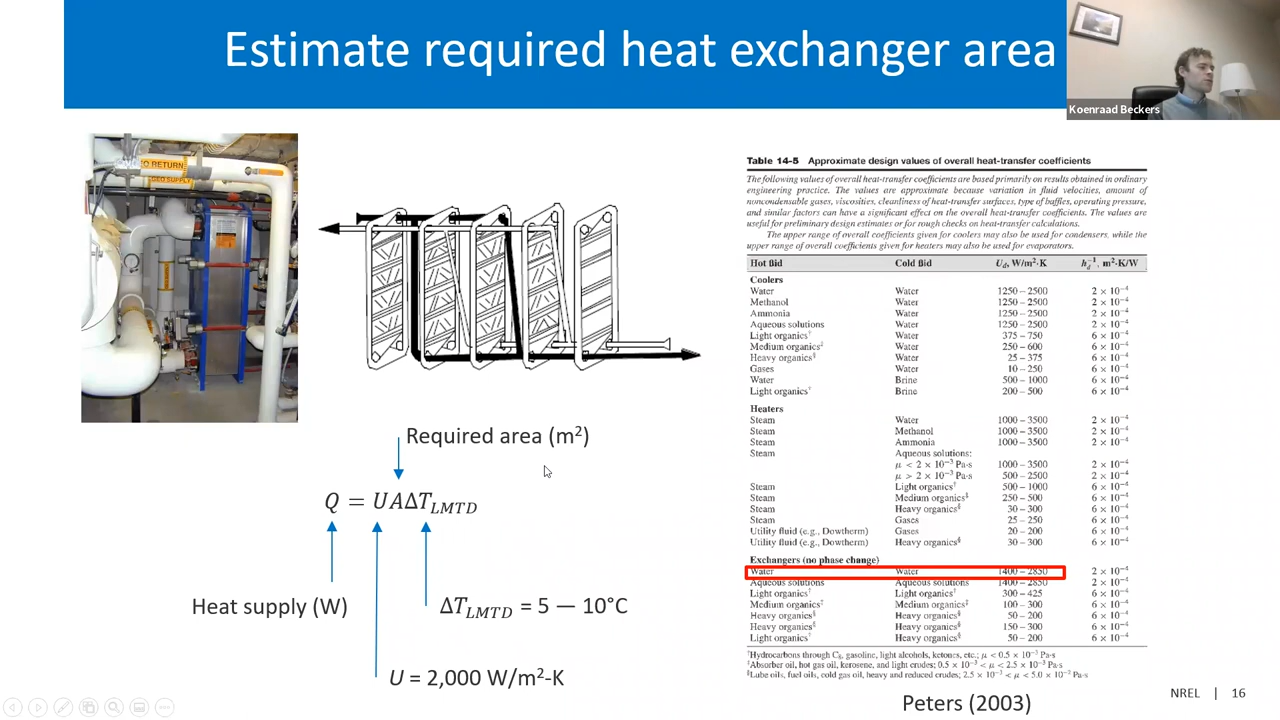 Estimate required heat exchanger area
Koenraad Beckers
O RETURN
GEO SUPPLY
Table 14-5 Approximate design values of overall heat-transfer coefficients
The following values of overall heat-transfer coefficients are based primarily on results obtained in ordinary
engineering practice. The values are approximate because variation in fluid velocities, amount of
noncondensable gases, viscosities, cleanliness of heat-transfer surfaces, type of baffles, operating pressure,
and similar factors can have a significant effect on the overall heat-transfer coefficients. The values are
useful for preliminary design estimates or for rough checks on heat-transfer calculations.
The upper range of overall coefficients given for coolers may also be used for condensers, while the
upper range of overall coefficients given for heaters may also be used for evaporators.
Hot fluid Cold fluid U_d, W/m²·K h_d⁻¹, m²·K/W
Coolers
Water Water 1250 – 2500 2 × 10⁻⁴
Methanol Water 1250 – 2500 2 × 10⁻⁴
Ammonia Water 1250 – 2500 2 × 10⁻⁴
Aqueous solutions Water 1250 – 2500 2 × 10⁻⁴
Light organics† Water 375 – 750 6 × 10⁻⁴
Medium organics‡ Water 250 – 600 6 × 10⁻⁴
Heavy organics§ Water 25 – 375 6 × 10⁻⁴
Gases Water 10 – 250 6 × 10⁻⁴
Water Brine 500 – 1000 6 × 10⁻⁴
Light organics† Brine 200 – 500 6 × 10⁻⁴
Heaters
Steam Water 1000 – 3500 2 × 10⁻⁴
Steam Methanol 1000 – 3500 2 × 10⁻⁴
Steam Ammonia 1000 – 3500 2 × 10⁻⁴
Steam Aqueous solutions:
μ < 2 × 10⁻³ Pa·s 1000 – 3500 2 × 10⁻⁴
μ > 2 × 10⁻³ Pa·s 500 – 2500 2 × 10⁻⁴
Steam Light organics† 500 – 1000 6 × 10⁻⁴
Steam Medium organics‡ 250 – 500 6 × 10⁻⁴
Steam Heavy organics§ 30 – 300 6 × 10⁻⁴
Steam Gases 25 – 250 6 × 10⁻⁴
Utility fluid (e.g., Dowtherm) Gases 20 – 200 6 × 10⁻⁴
Utility fluid (e.g., Dowtherm) Heavy organics§ 30 – 300 6 × 10⁻⁴
Exchangers (no phase change)
Water Water 1400 – 2850 2 × 10⁻⁴
Aqueous solutions Aqueous solutions 1400 – 2850 2 × 10⁻⁴
Light organics† Light organics† 300 – 425 6 × 10⁻⁴
Medium organics‡ Medium organics‡ 100 – 300 6 × 10⁻⁴
Heavy organics§ Heavy organics§ 50 – 200 6 × 10⁻⁴
Heavy organics§ Light organics† 150 – 300 6 × 10⁻⁴
Light organics† Heavy organics§ 50 – 200 6 × 10⁻⁴
†Hydrocarbons through C₈, gasoline, light alcohols, ketones, etc.; μ < 0.5 × 10⁻³ Pa·s
‡Absorber oil, hot gas oil, kerosene, and light crudes; 0.5 × 10⁻³ < μ < 2.5 × 10⁻³ Pa·s
§Lube oils, fuel oils, cold gas oil, heavy and reduced crudes; 2.5 × 10⁻³ < μ < 5.0 × 10⁻³ Pa·s
Peters (2003)
Required area (m²)
Q = UAΔT_LMTD
Heat supply (W)
ΔT_LMTD = 5 — 10°C
U = 2,000 W/m²-K
NREL | 16